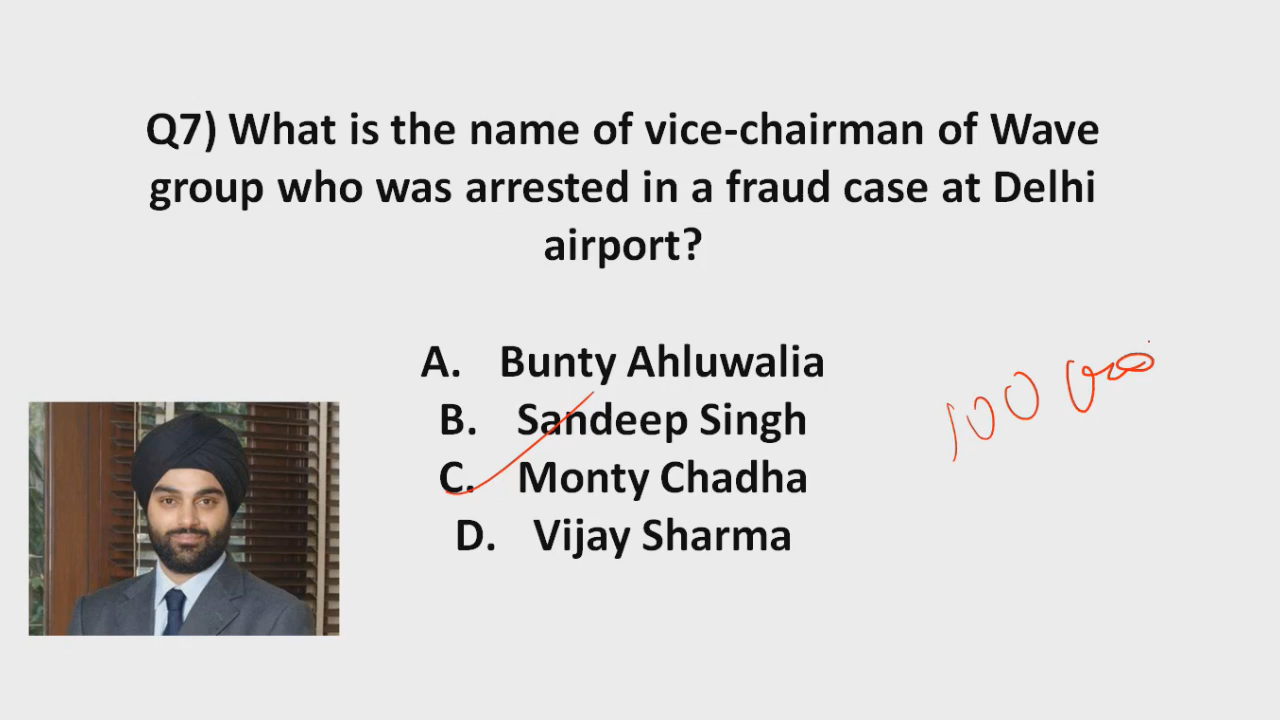 Q7) What is the name of vice-chairman of Wave
group who was arrested in a fraud case at Delhi
airport?
A. Bunty Ahluwalia
B. Sandeep Singh
C. Monty Chadha
D. Vijay Sharma
100